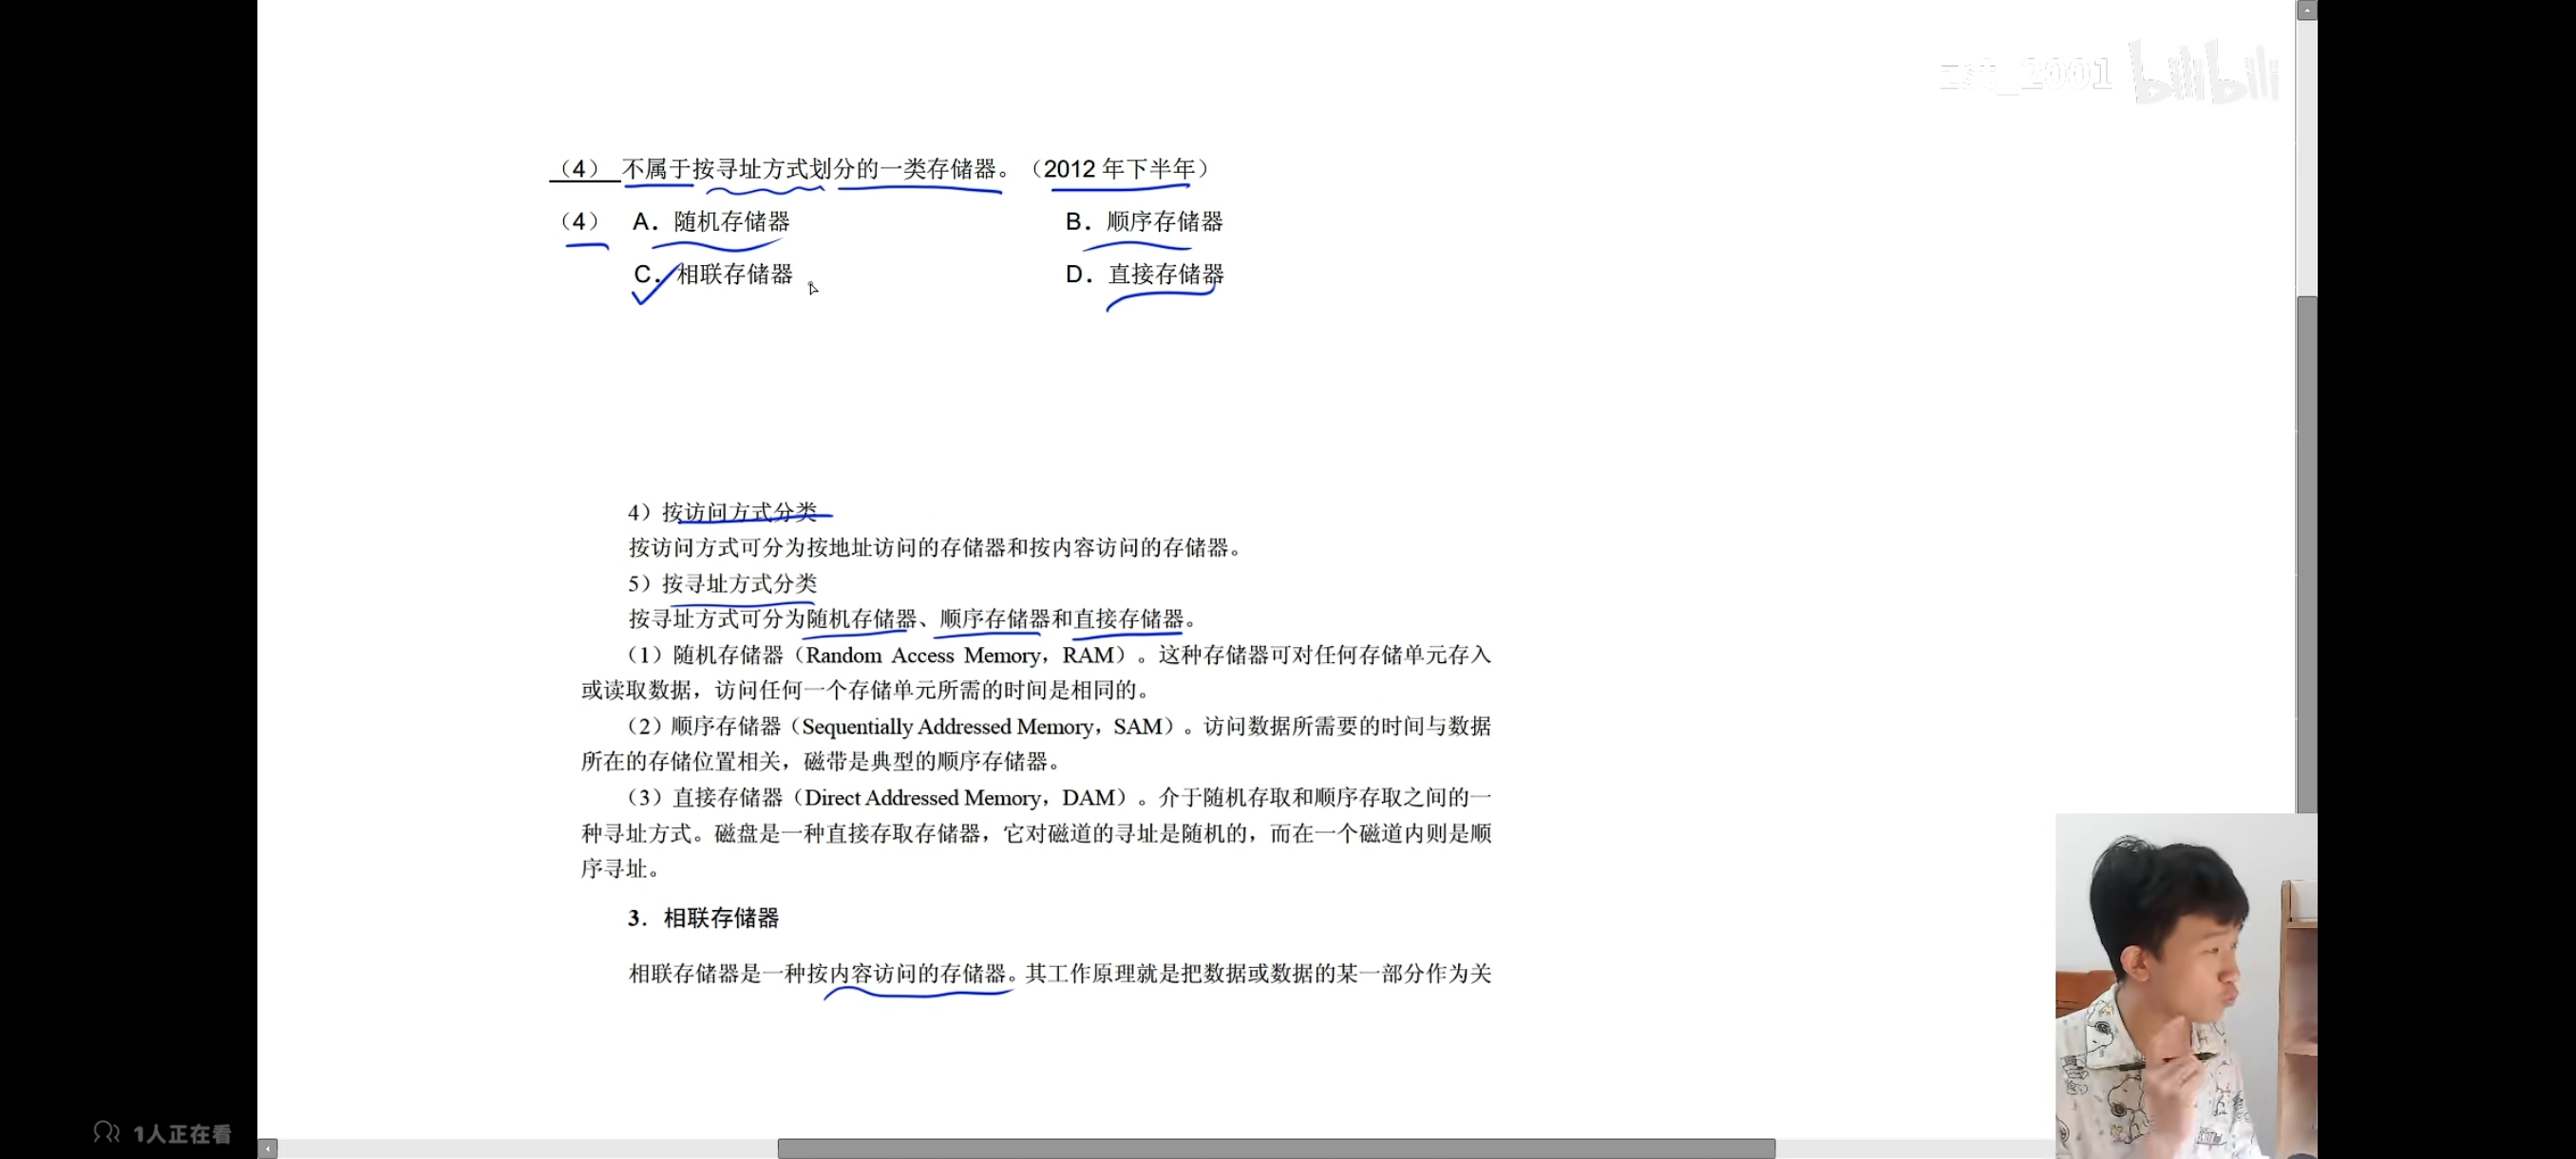 zst_2001 bilibili
（4） 不属于按寻址方式划分的一类存储器。（2012 年下半年）
（4） A．随机存储器 B．顺序存储器
C．相联存储器 D．直接存储器
4）按访问方式分类
按访问方式可分为按地址访问的存储器和按内容访问的存储器。
5）按寻址方式分类
按寻址方式可分为随机存储器、顺序存储器和直接存储器。
（1）随机存储器（Random Access Memory，RAM）。这种存储器可对任何存储单元存入
或读取数据，访问任何一个存储单元所需的时间是相同的。
（2）顺序存储器（Sequentially Addressed Memory，SAM）。访问数据所需要的时间与数据
所在的存储位置相关，磁带是典型的顺序存储器。
（3）直接存储器（Direct Addressed Memory，DAM）。介于随机存取和顺序存取之间的一
种寻址方式。磁盘是一种直接存取存储器，它对磁道的寻址是随机的，而在一个磁道内则是顺
序寻址。
3．相联存储器
相联存储器是一种按内容访问的存储器。其工作原理就是把数据或数据的某一部分作为关
1人正在看